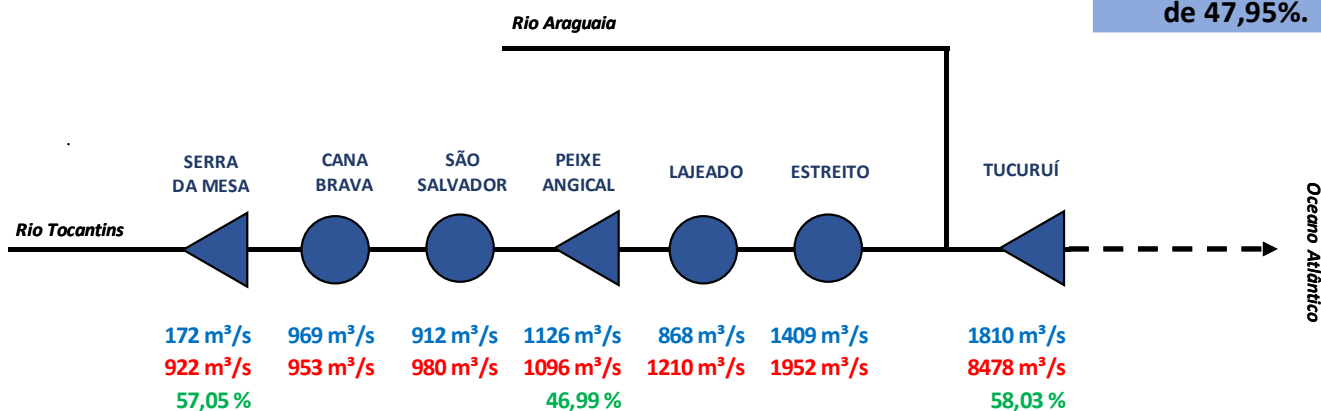 de 47,95%.
Rio Araguaia
SERRA
DA MESA
CANA
BRAVA
SÃO
SALVADOR
PEIXE
ANGICAL
LAJEADO
ESTREITO
TUCURUÍ
Rio Tocantins
Oceano Atlântico
172 m³/s 969 m³/s 912 m³/s 1126 m³/s 868 m³/s 1409 m³/s 1810 m³/s
922 m³/s 953 m³/s 980 m³/s 1096 m³/s 1210 m³/s 1952 m³/s 8478 m³/s
57,05 % 46,99 % 58,03 %